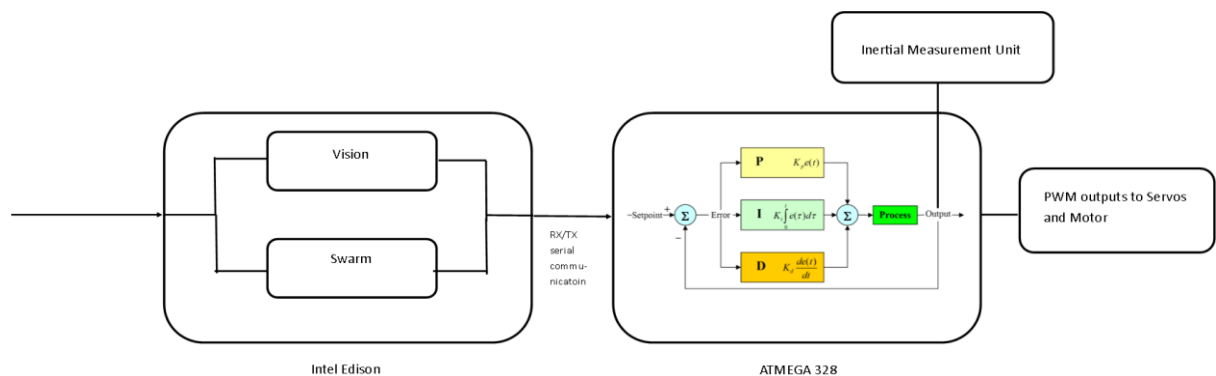 Inertial Measurement Unit
Vision
Swarm
RX/TX
serial
commu-
nicatoin
Setpoint
+
−
Σ
Error
P K_p e(t)
I K_i ∫_0^t e(τ)dτ
D K_d de(t)/dt
Σ
Process
Output
PWM outputs to Servos
and Motor
Intel Edison
ATMEGA 328